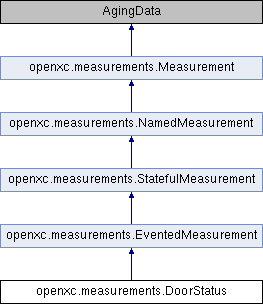 AgingData
openxc.measurements.Measurement
openxc.measurements.NamedMeasurement
openxc.measurements.StatefulMeasurement
openxc.measurements.EventedMeasurement
openxc.measurements.DoorStatus